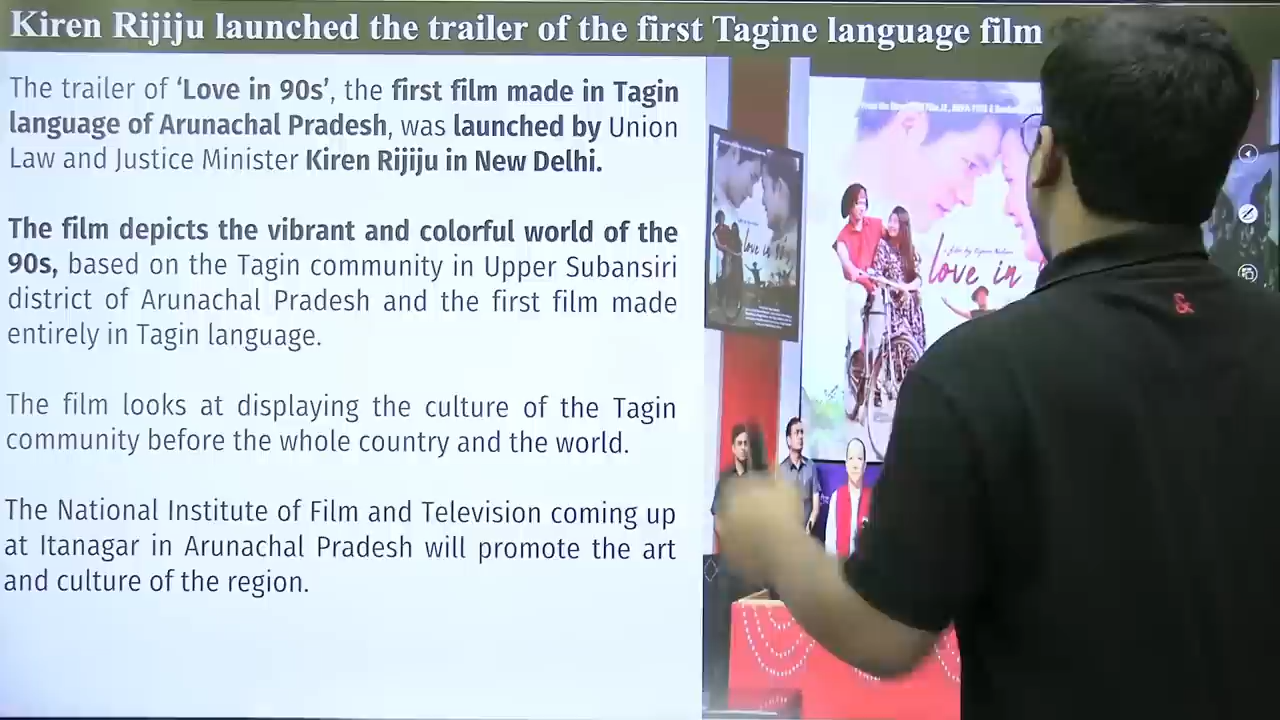 Kiren Rijiju launched the trailer of the first Tagine language film
The trailer of ‘Love in 90s’, the first film made in Tagin
language of Arunachal Pradesh, was launched by Union
Law and Justice Minister Kiren Rijiju in New Delhi.
The film depicts the vibrant and colorful world of the
90s, based on the Tagin community in Upper Subansiri
district of Arunachal Pradesh and the first film made
entirely in Tagin language.
The film looks at displaying the culture of the Tagin
community before the whole country and the world.
The National Institute of Film and Television coming up
at Itanagar in Arunachal Pradesh will promote the art
and culture of the region.
love in 90s
a film by
love in
&